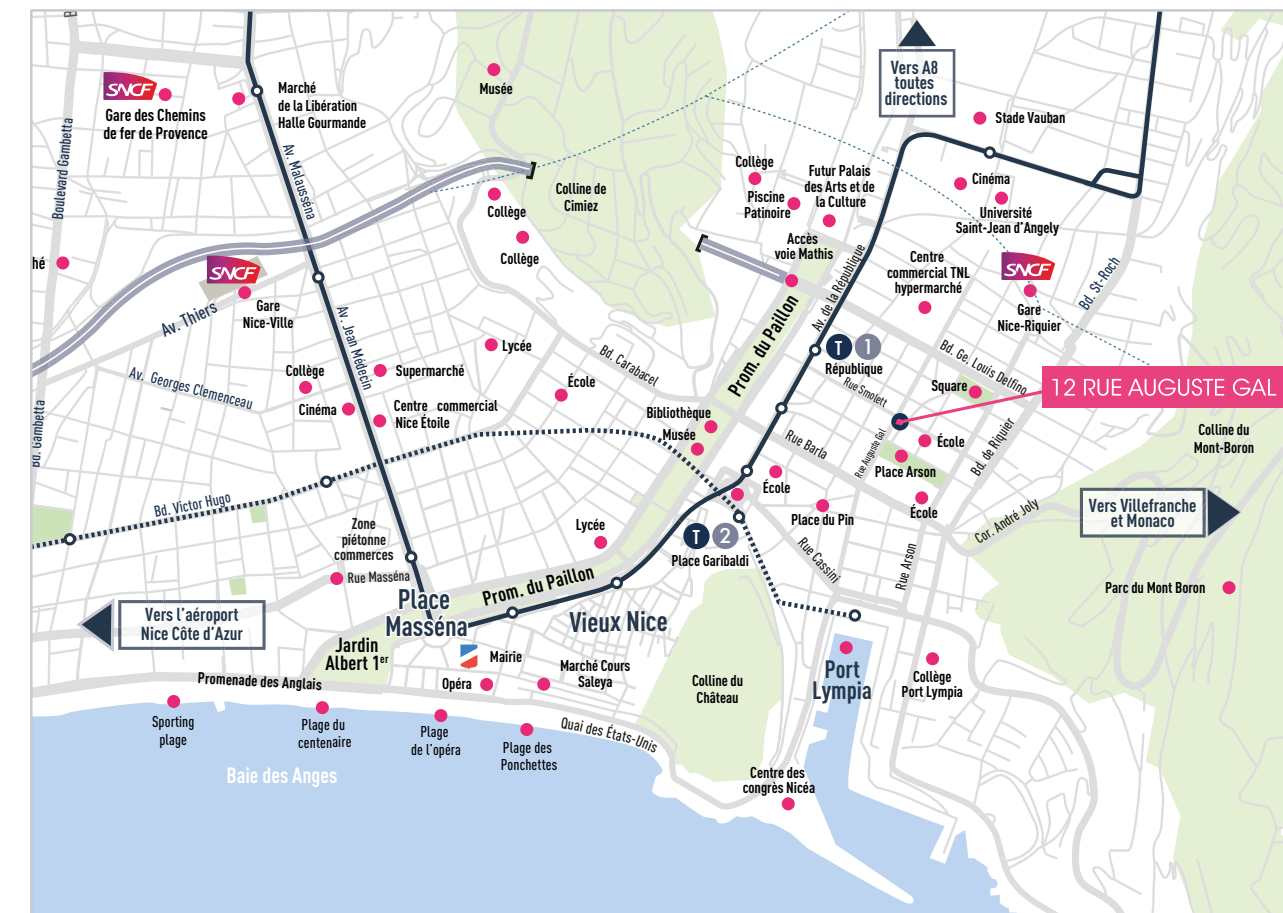 Vers A8
toutes
directions
SNCF
Gare des Chemins
de fer de Provence
Marché
de la Libération
Halle Gourmande
Musée
Stade Vauban
Boulevard Gambetta
Av. Malausséna
Collège
Piscine
Patinoire
Futur Palais
des Arts et de
la Culture
Cinéma
Université
Saint-Jean d'Angely
Colline de
Cimiez
Collège
Collège
Accès
voie Mathis
Av. de la République
Centre
commercial TNL
hypermarché
SNCF
Gare
Nice-Riquier
Bd. St-Roch
hé
SNCF
Gare
Nice-Ville
Av. Thiers
Av. Jean Médecin
Lycée
Bd. Carabacel
Prom. du Paillon
T 1
République
Rue Smolett
Bd. Ge. Louis Delfino
Square
12 RUE AUGUSTE GAL
Av. Georges Clemenceau
Collège
Supermarché
École
Cinéma
Centre commercial
Nice Étoile
Bd. Gambetta
Bibliothèque
Musée
Rue Barla
Rue Auguste Gal
École
Place Arson
Bd. de Riquier
Colline du
Mont-Boron
École
École
Place du Pin
Bd. Victor Hugo
Zone
piétonne
commerces
Rue Masséna
Lycée
T 2
Place Garibaldi
Rue Cassini
Rue Arson
Cor. André Joly
Vers Villefranche
et Monaco
Parc du Mont Boron
Vers l'aéroport
Nice Côte d'Azur
Place
Masséna
Prom. du Paillon
Vieux Nice
Jardin
Albert 1er
Mairie
Opéra
Marché Cours
Saleya
Colline du
Château
Port
Lympia
Collège
Port Lympia
Promenade des Anglais
Sporting
plage
Plage du
centenaire
Plage
de l'opéra
Plage des
Ponchettes
Quai des États-Unis
Baie des Anges
Centre des
congrès Nicéa